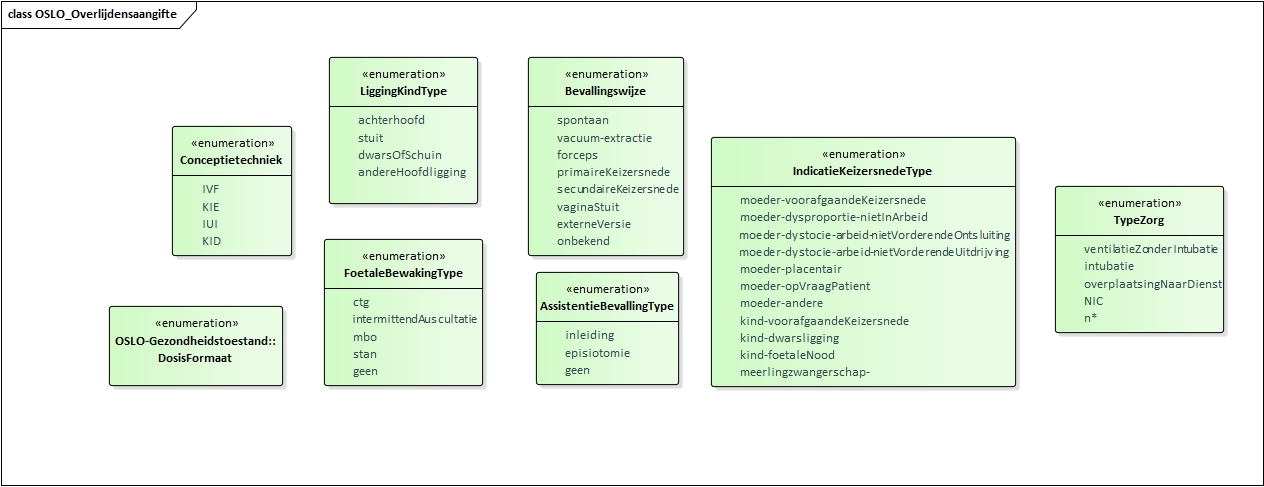 class OSLO_Overlijdensaangifte
«enumeration»
Conceptietechniek
IVF
KIE
IUI
KID
«enumeration»
OSLO-Gezondheidstoestand::
DosisFormaat
«enumeration»
LiggingKindType
achterhoofd
stuit
dwarsOfSchuin
andereHoofdligging
«enumeration»
FoetaleBewakingType
ctg
intermittendAuscultatie
mbo
stan
geen
«enumeration»
Bevallingswijze
spontaan
vacuum-extractie
forceps
primaireKeizersnede
secundaireKeizersnede
vaginaStuit
externeVersie
onbekend
«enumeration»
AssistentieBevallingType
inleiding
episiotomie
geen
«enumeration»
IndicatieKeizersnedeType
moeder-voorafgaandeKeizersnede
moeder-dysproportie-nietInArbeid
moeder-dystocie-arbeid-nietVorderendeOntsluiting
moeder-dystocie-arbeid-nietVorderendeUitdrijving
moeder-placentair
moeder-opVraagPatient
moeder-andere
kind-voorafgaandeKeizersnede
kind-dwarsligging
kind-foetaleNood
meerlingzwangerschap-
«enumeration»
TypeZorg
ventilatieZonderIntubatie
intubatie
overplaatsingNaarDienst
NIC
n*